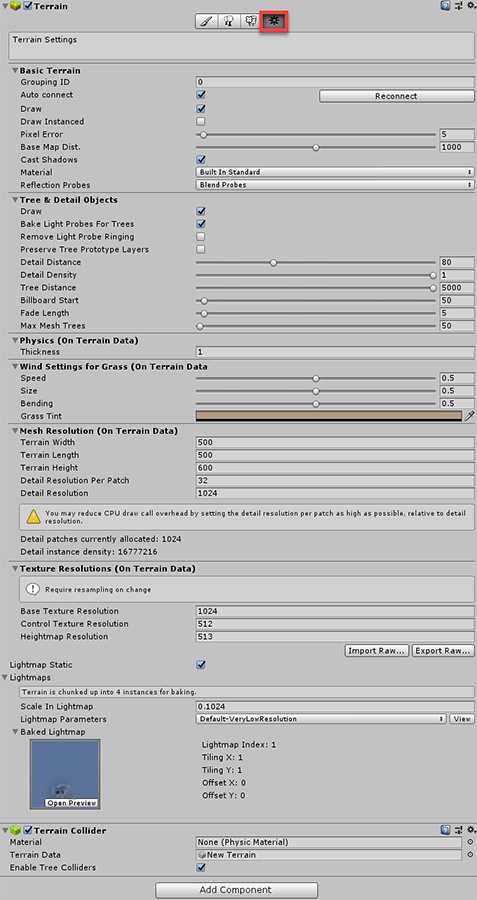 Terrain
Terrain Settings
Basic Terrain
Grouping ID 0
Auto connect Reconnect
Draw
Draw Instanced
Pixel Error 5
Base Map Dist. 1000
Cast Shadows
Material Built In Standard
Reflection Probes Blend Probes
Tree & Detail Objects
Draw
Bake Light Probes For Trees
Remove Light Probe Ringing
Preserve Tree Prototype Layers
Detail Distance 80
Detail Density 1
Tree Distance 5000
Billboard Start 50
Fade Length 5
Max Mesh Trees 50
Physics (On Terrain Data)
Thickness 1
Wind Settings for Grass (On Terrain Data
Speed 0.5
Size 0.5
Bending 0.5
Grass Tint
Mesh Resolution (On Terrain Data)
Terrain Width 500
Terrain Length 500
Terrain Height 600
Detail Resolution Per Patch 32
Detail Resolution 1024
You may reduce CPU draw call overhead by setting the detail resolution per patch as high as possible, relative to detail
resolution.
Detail patches currently allocated: 1024
Detail instance density: 16777216
Texture Resolutions (On Terrain Data)
Require resampling on change
Base Texture Resolution 1024
Control Texture Resolution 512
Heightmap Resolution 513
Import Raw... Export Raw...
Lightmap Static
Lightmaps
Terrain is chunked up into 4 instances for baking.
Scale In Lightmap 0.1024
Lightmap Parameters Default-VeryLowResolution View
Baked Lightmap
Lightmap Index: 1
Tiling X: 1
Tiling Y: 1
Offset X: 0
Offset Y: 0
Open Preview
Terrain Collider
Material None (Physic Material)
Terrain Data New Terrain
Enable Tree Colliders
Add Component